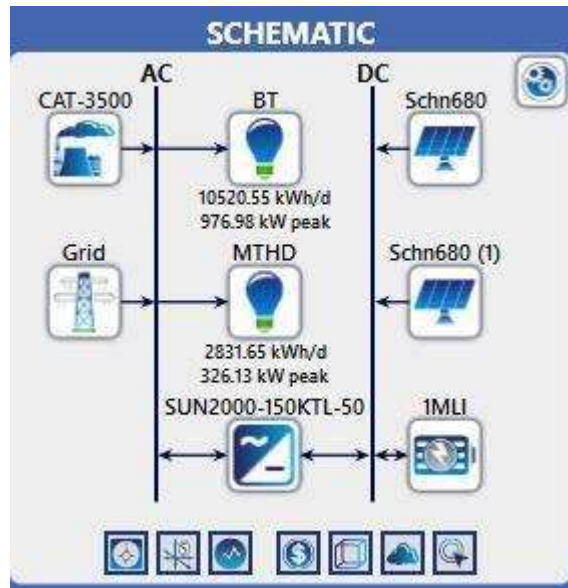 SCHEMATIC
AC
DC
CAT-3500
BT
Schn680
10520.55 kWh/d
976.98 kW peak
Grid
MTHD
Schn680 (1)
2831.65 kWh/d
326.13 kW peak
SUN2000-150KTL-50
1MLI